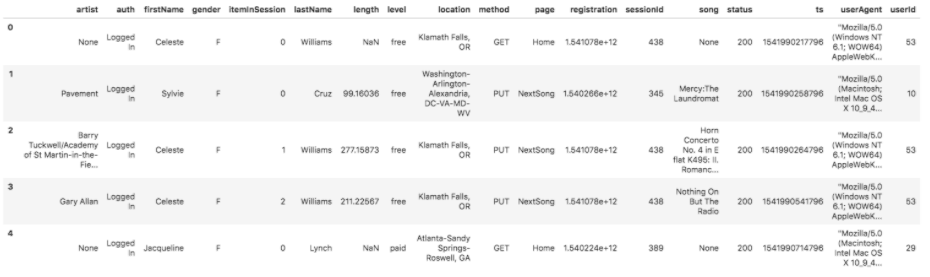 artist auth firstName gender itemInSession lastName length level location method page registration sessionId song status ts userAgent userId
0 None Logged In Celeste F 0 Williams NaN free Klamath Falls, OR GET Home 1.541078e+12 438 None 200 1541990217796 "Mozilla/5.0 (Windows NT 6.1; WOW64) AppleWebK... 53
1 Pavement Logged In Sylvie F 0 Cruz 99.16036 free Washington-Arlington-Alexandria, DC-VA-MD-WV PUT NextSong 1.540266e+12 345 Mercy:The Laundromat 200 1541990258796 "Mozilla/5.0 (Macintosh; Intel Mac OS X 10_9_4... 10
2 Barry Tuckwell/Academy of St Martin-in-the-Fie... Logged In Celeste F 1 Williams 277.15873 free Klamath Falls, OR PUT NextSong 1.541078e+12 438 Horn Concerto No. 4 in E flat K495: II. Romanc... 200 1541990264796 "Mozilla/5.0 (Windows NT 6.1; WOW64) AppleWebK... 53
3 Gary Allan Logged In Celeste F 2 Williams 211.22567 free Klamath Falls, OR PUT NextSong 1.541078e+12 438 Nothing On But The Radio 200 1541990541796 "Mozilla/5.0 (Windows NT 6.1; WOW64) AppleWebK... 53
4 None Logged In Jacqueline F 0 Lynch NaN paid Atlanta-Sandy Springs-Roswell, GA GET Home 1.540224e+12 389 None 200 1541990714796 "Mozilla/5.0 (Macintosh; Intel Mac OS X 10_9_4... 29